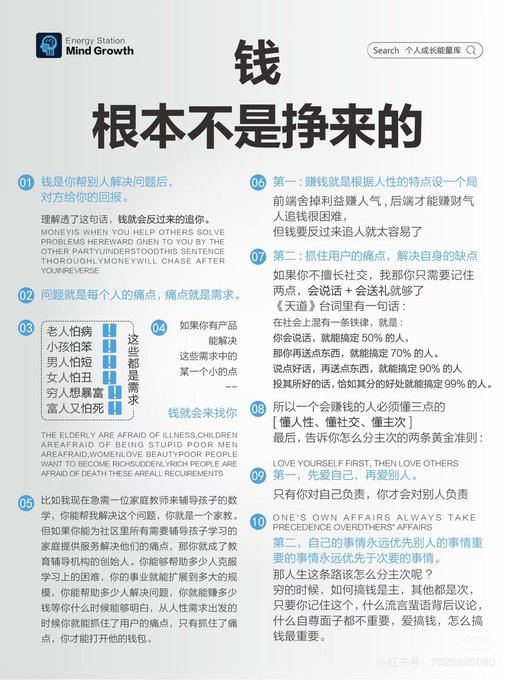 Energy Station
Mind Growth
Search 个人成长能量库
钱
根本不是挣来的
01 钱是你帮别人解决问题后，
对方给你的回报。
理解透了这句话，钱就会反过来的追你。
MONEYIS WHEN YOU HELP OTHERS SOLVE
PROBLEMS HEREWARD GNEN TO YOU BY THE
OTHER PARTYUINDERSTOODTHIS SENTENCE
THOROUGHLYMONEYWILL CHASE AFTER
YOUINREVERSE
02 问题就是每个人的痛点，痛点就是需求。
03
老人怕病！
小孩怕笨！
男人怕短！
女人怕丑！
穷人想暴富！
富人又怕死！
这些都是需求
04 如果你有产品
能解决
这些需求中的
某一个小的点
--
钱就会来找你
THE ELDERLY ARE AFRAID OF ILLNESS,CHILDREN
AREAFRAID OF BEING STUPID POOR MEN
AREAFRAID,WOMENLOVE BEAUTYPOOR PEOPLE
WANT TO BECOME RICHSUDDENLYRICH PEOPLE ARE
AFRAID OF DEATH THESE AREALL RECUIREMENTS
05 比如我现在急需一位家庭教师来辅导孩子的数
学，你能帮我解决这个问题，你就是一个家教。
但如果你能为社区里所有需要辅导孩子学习的
家庭提供服务解决他们的痛点，那你就成了教
育辅导机构的创始人。你能够帮助多少人克服
学习上的困难，你的事业就能扩展到多大的规
模，你能帮助多少人解决问题，你就能赚多少
钱等你什么时候能够明白，从人性需求出发的
时候你就能抓住了用户的痛点，只有抓住了痛
点，你才能打开他的钱包。
06 第一：赚钱就是根据人性的特点设一个局
前端舍掉利益赚人气，后端才能赚财气
人追钱很困难，
但钱要反过来追人就太容易了
07 第二：抓住用户的痛点，解决自身的缺点
如果你不擅长社交，我那你只需要记住
两点，会说话 + 会送礼就够了
《天道》台词里有一句话：
在社会上混有一条铁律，就是：
你会说话，就能搞定 50% 的人，
那你再送点东西，就能搞定 70% 的人。
说点好话，再送点东西，就能搞定 90% 的人
投其所好的话，恰如其分的好处就能搞定 99% 的人。
08 所以一个会赚钱的人必须懂三点的
[ 懂人性、懂社交、懂主次 ]
最后，告诉你怎么分主次的两条黄金准则：
LOVE YOURSELF FIRST, THEN LOVE OTHERS
09 第一，先爱自己，再爱别人。
只有你对自己负责，你才会对别人负责
10 ONE'S OWN AFFAIRS ALWAYS TAKE
PRECEDENCE OVERDTHERS' AFFAIRS
第二，自己的事情永远优先别人的事情重
要的事情永远优先于次要的事情。
那人生这条路该怎么分主次呢？
穷的时候，如何搞钱是主，其他都是次，
只要你记住这个，什么流言蜚语背后议论，
什么自尊面子都不重要，爱搞钱，怎么搞
钱最重要。
小红书号：7026895090